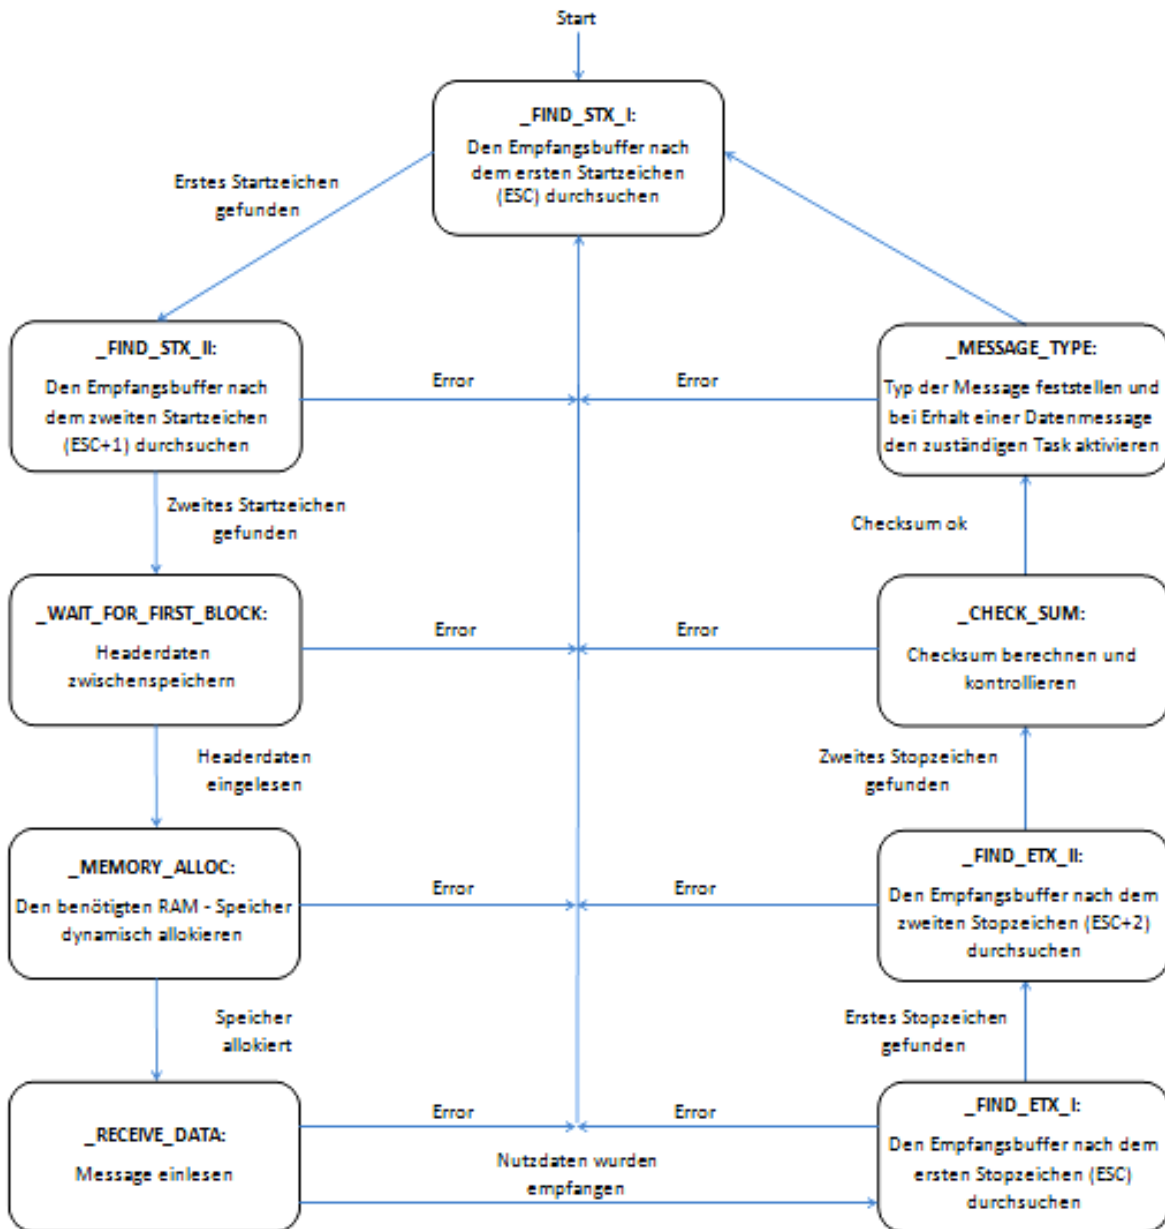 Start
_FIND_STX_I:
Den Empfangsbuffer nach
dem ersten Startzeichen
(ESC) durchsuchen
Erstes Startzeichen
gefunden
_FIND_STX_II:
Den Empfangsbuffer nach
dem zweiten Startzeichen
(ESC+1) durchsuchen
Error
Error
_MESSAGE_TYPE:
Typ der Message feststellen und
bei Erhalt einer Datenmessage
den zuständigen Task aktivieren
Zweites Startzeichen
gefunden
Checksum ok
_WAIT_FOR_FIRST_BLOCK:
Headerdaten
zwischenspeichern
Error
Error
_CHECK_SUM:
Checksum berechnen und
kontrollieren
Headerdaten
eingelesen
Zweites Stopzeichen
gefunden
_MEMORY_ALLOC:
Den benötigten RAM - Speicher
dynamisch allokieren
Error
Error
_FIND_ETX_II:
Den Empfangsbuffer nach dem
zweiten Stopzeichen (ESC+2)
durchsuchen
Speicher
allokiert
Erstes Stopzeichen
gefunden
_RECEIVE_DATA:
Message einlesen
Error
Error
Nutzdaten wurden
empfangen
_FIND_ETX_I:
Den Empfangsbuffer nach dem
ersten Stopzeichen (ESC)
durchsuchen